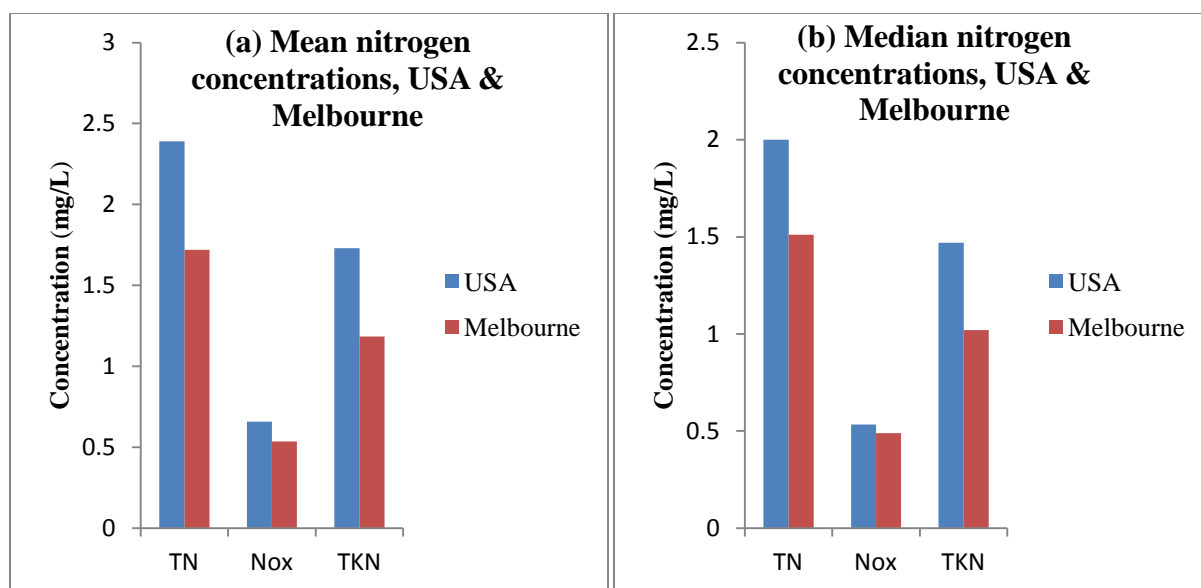 (a) Mean nitrogen
concentrations, USA &
Melbourne
3
2.5
2
1.5
1
0.5
0
Concentration (mg/L)
TN Nox TKN
USA
Melbourne
(b) Median nitrogen
concentrations, USA &
Melbourne
2.5
2
1.5
1
0.5
0
Concentration (mg/L)
TN Nox TKN
USA
Melbourne